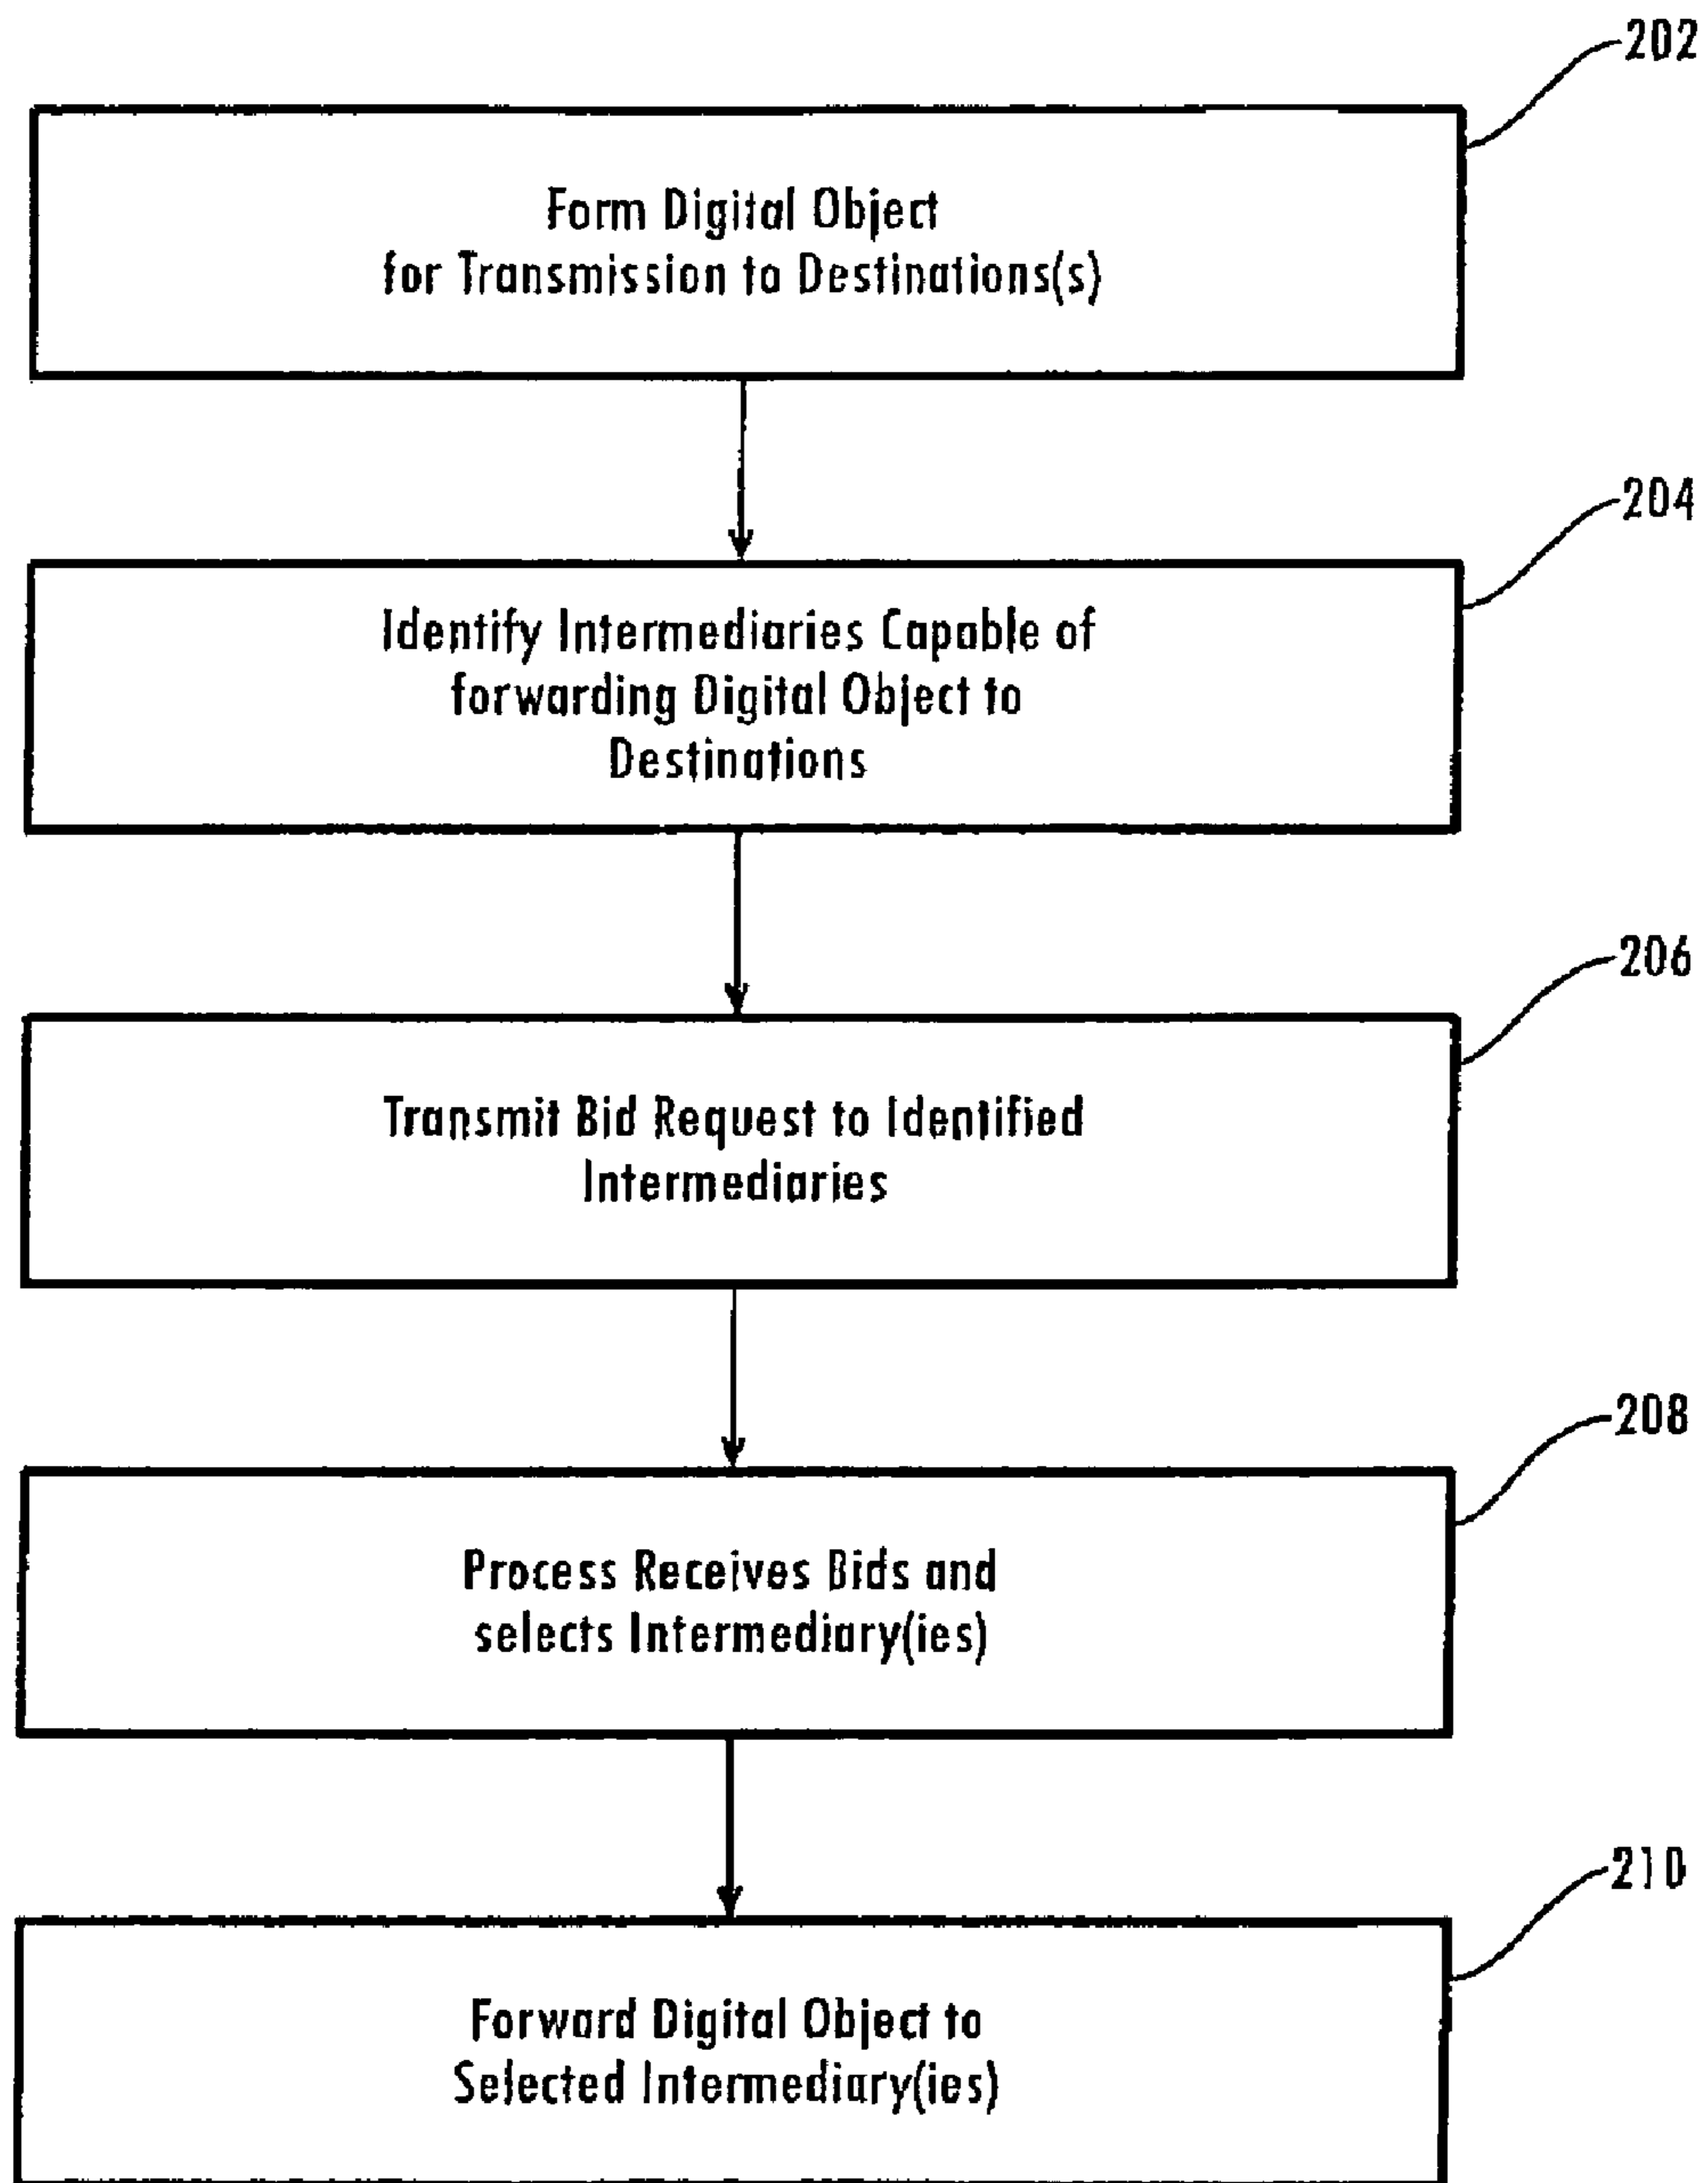 202
Form Digital Object
for Transmission to Destinations(s)
204
Identify Intermediaries Capable of
forwarding Digital Object to
Destinations
206
Transmit Bid Request to Identified
Intermediaries
208
Process Receives Bids and
selects Intermediary(ies)
210
Forward Digital Object to
Selected Intermediary(ies)